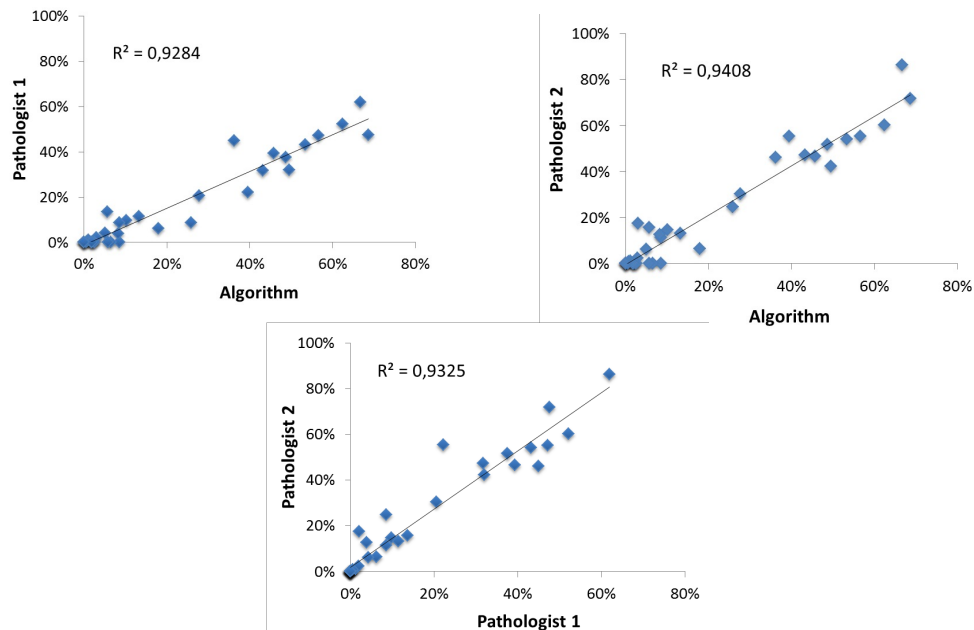 100%
80%
60%
40%
20%
0%
Pathologist 1
R² = 0,9284
0% 20% 40% 60% 80%
Algorithm
100%
80%
60%
40%
20%
0%
Pathologist 2
R² = 0,9408
0% 20% 40% 60% 80%
Algorithm
100%
80%
60%
40%
20%
0%
Pathologist 2
R² = 0,9325
0% 20% 40% 60% 80%
Pathologist 1